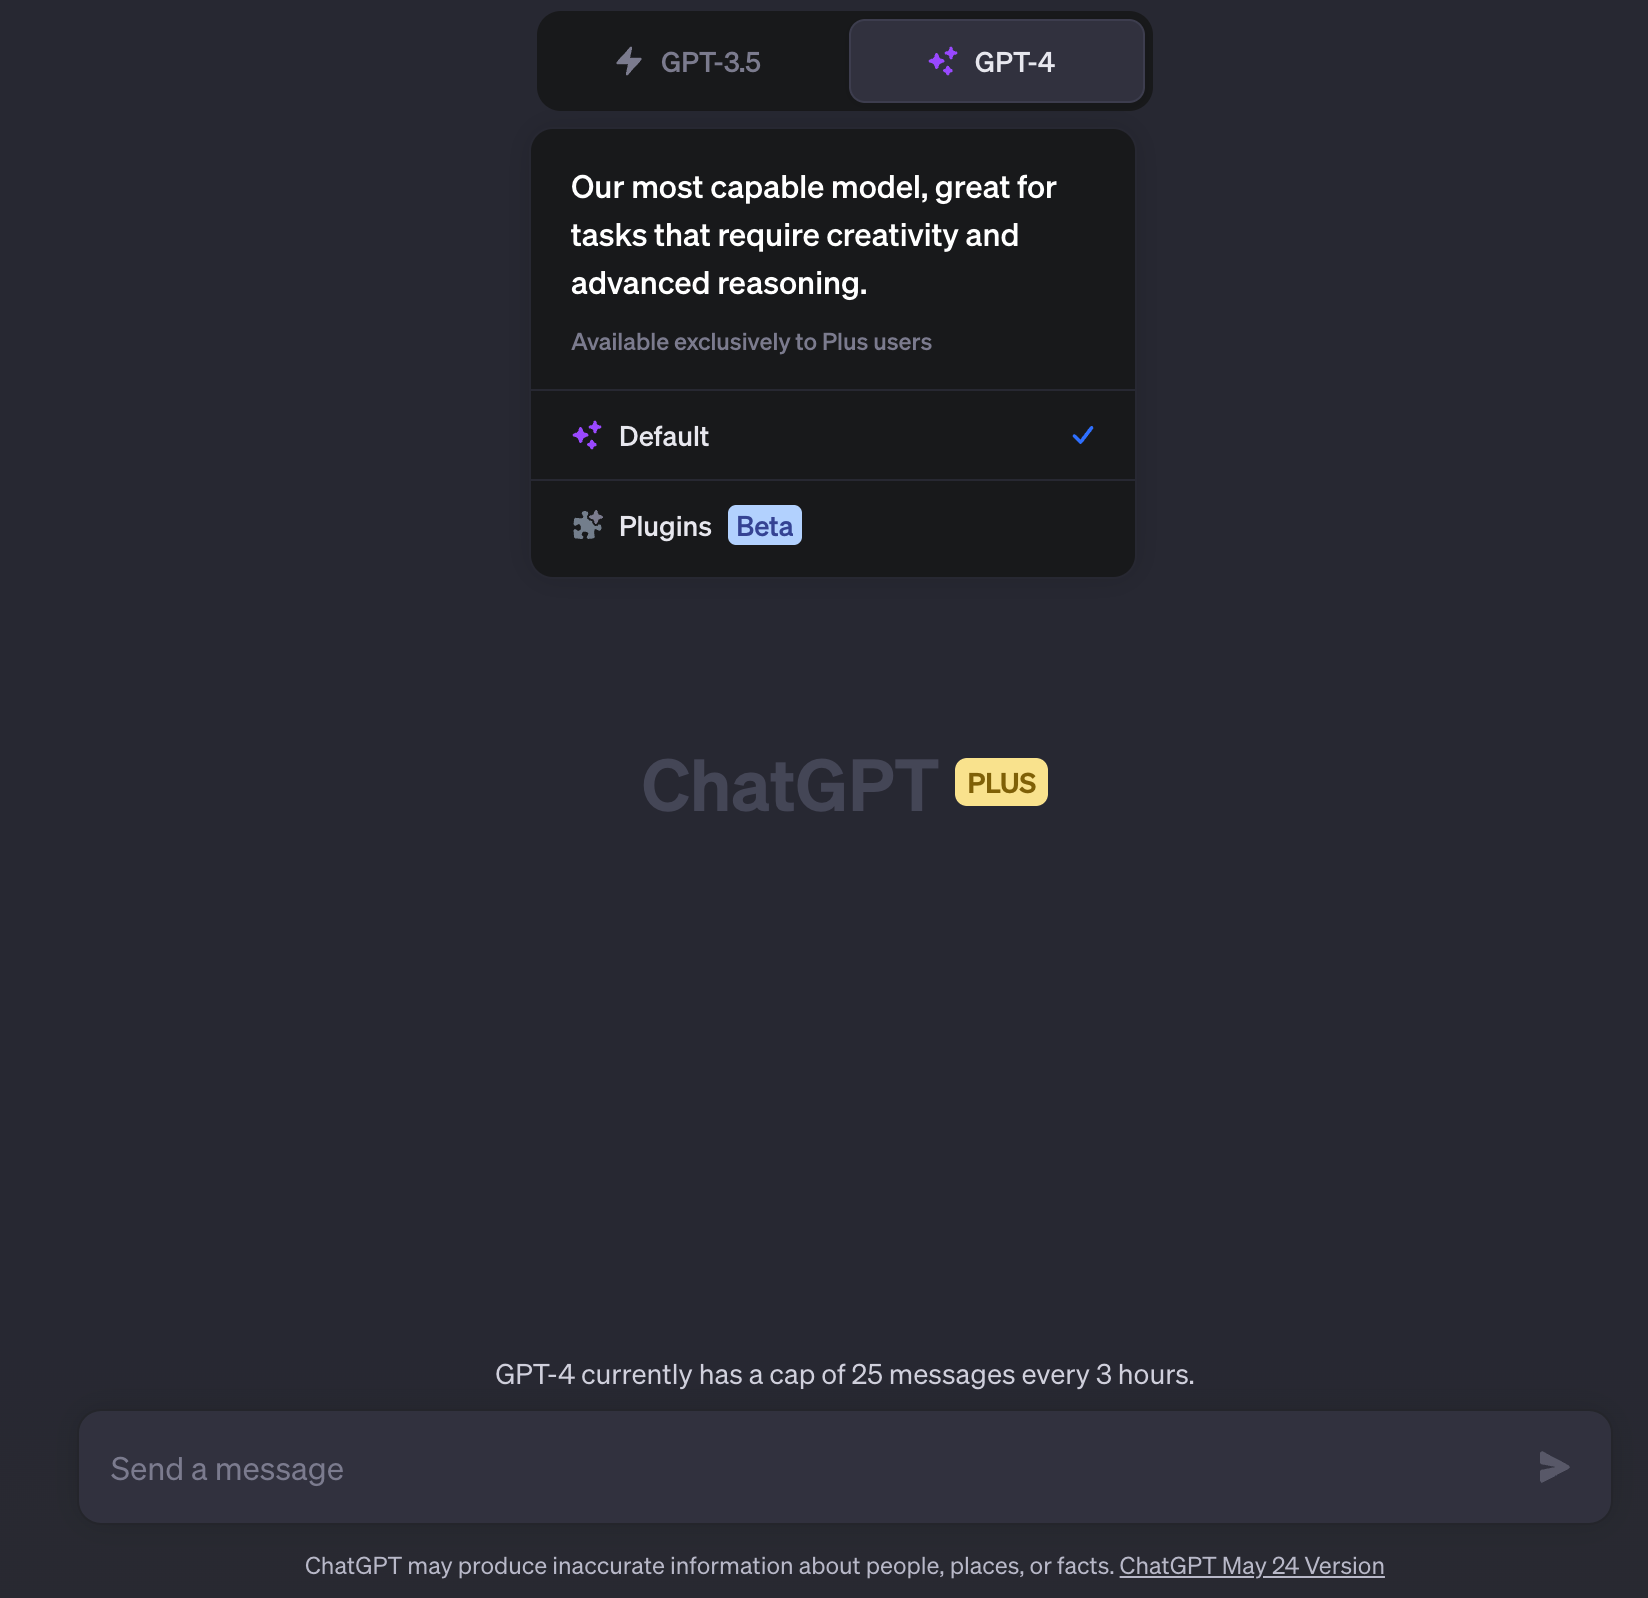 GPT-3.5
GPT-4
Our most capable model, great for
tasks that require creativity and
advanced reasoning.
Available exclusively to Plus users
Default
Plugins Beta
ChatGPT PLUS
GPT-4 currently has a cap of 25 messages every 3 hours.
Send a message
ChatGPT may produce inaccurate information about people, places, or facts. ChatGPT May 24 Version